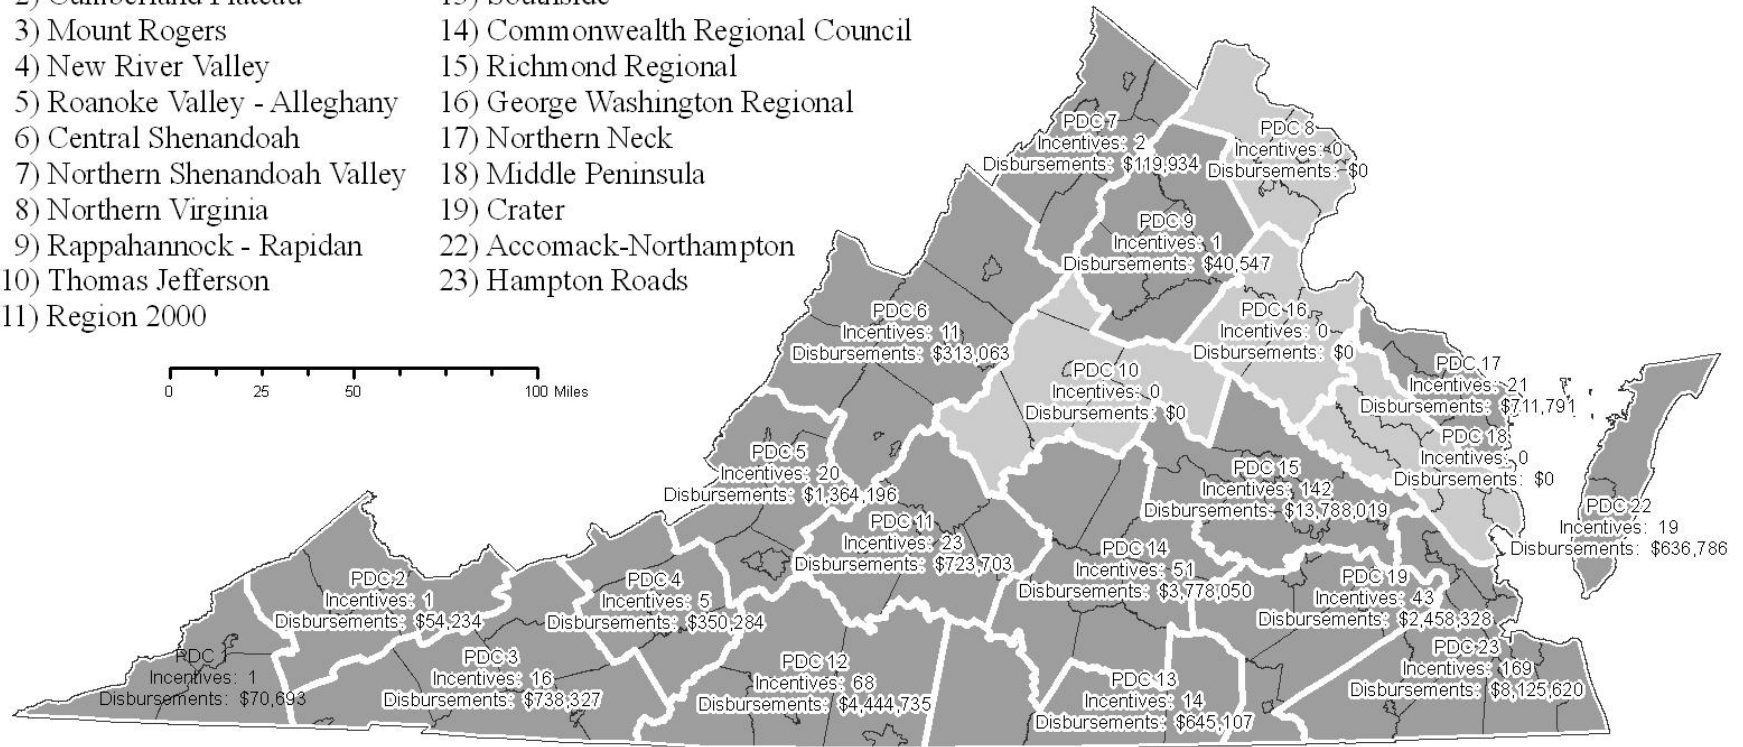 2) Cumberland Plateau
3) Mount Rogers
4) New River Valley
5) Roanoke Valley - Alleghany
6) Central Shenandoah
7) Northern Shenandoah Valley
8) Northern Virginia
9) Rappahannock - Rapidan
10) Thomas Jefferson
11) Region 2000
13) Southside
14) Commonwealth Regional Council
15) Richmond Regional
16) George Washington Regional
17) Northern Neck
18) Middle Peninsula
19) Crater
22) Accomack-Northampton
23) Hampton Roads
0 25 50 100 Miles
PDC 7
Incentives: 2
Disbursements: $119,934
PDC 8
Incentives: 0
Disbursements: $0
PDC 9
Incentives: 1
Disbursements: $40,547
PDC 6
Incentives: 11
Disbursements: $313,063
PDC 16
Incentives: 0
Disbursements: $0
PDC 10
Incentives: 0
Disbursements: $0
PDC 17
Incentives: 21
Disbursements: $711,791
PDC 18
Incentives: 0
Disbursements: $0
PDC 5
Incentives: 20
Disbursements: $1,364,196
PDC 15
Incentives: 142
Disbursements: $13,788,019
PDC 22
Incentives: 19
Disbursements: $636,786
PDC 11
Incentives: 23
Disbursements: $723,703
PDC 14
Incentives: 51
Disbursements: $3,778,050
PDC 19
Incentives: 43
Disbursements: $2,458,328
PDC 2
Incentives: 1
Disbursements: $54,234
PDC 4
Incentives: 5
Disbursements: $350,284
PDC 1
Incentives: 1
Disbursements: $70,693
PDC 3
Incentives: 16
Disbursements: $738,327
PDC 12
Incentives: 68
Disbursements: $4,444,735
PDC 13
Incentives: 14
Disbursements: $645,107
PDC 23
Incentives: 169
Disbursements: $8,125,620